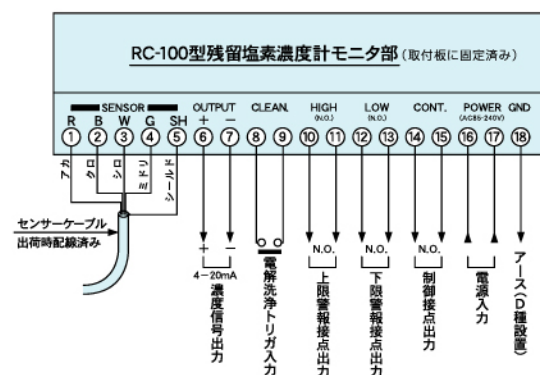 RC-100型残留塩素濃度計モニタ部(取付板に固定済み)
SENSOR OUTPUT CLEAN. HIGH LOW CONT. POWER GND
(N.O.) (N.O.) (AC85-240V)
R B W G SH + −
① ② ③ ④ ⑤ ⑥ ⑦ ⑧ ⑨ ⑩ ⑪ ⑫ ⑬ ⑭ ⑮ ⑯ ⑰ ⑱
アカ
クロ
シロ
ミドリ
シールド
センサーケーブル
出荷時配線済み
+ −
4−20mA
濃度信号出力
電解洗浄トリガ入力
N.O.
上限警報接点出力
N.O.
下限警報接点出力
N.O.
制御接点出力
電源入力
アース(D種設置)